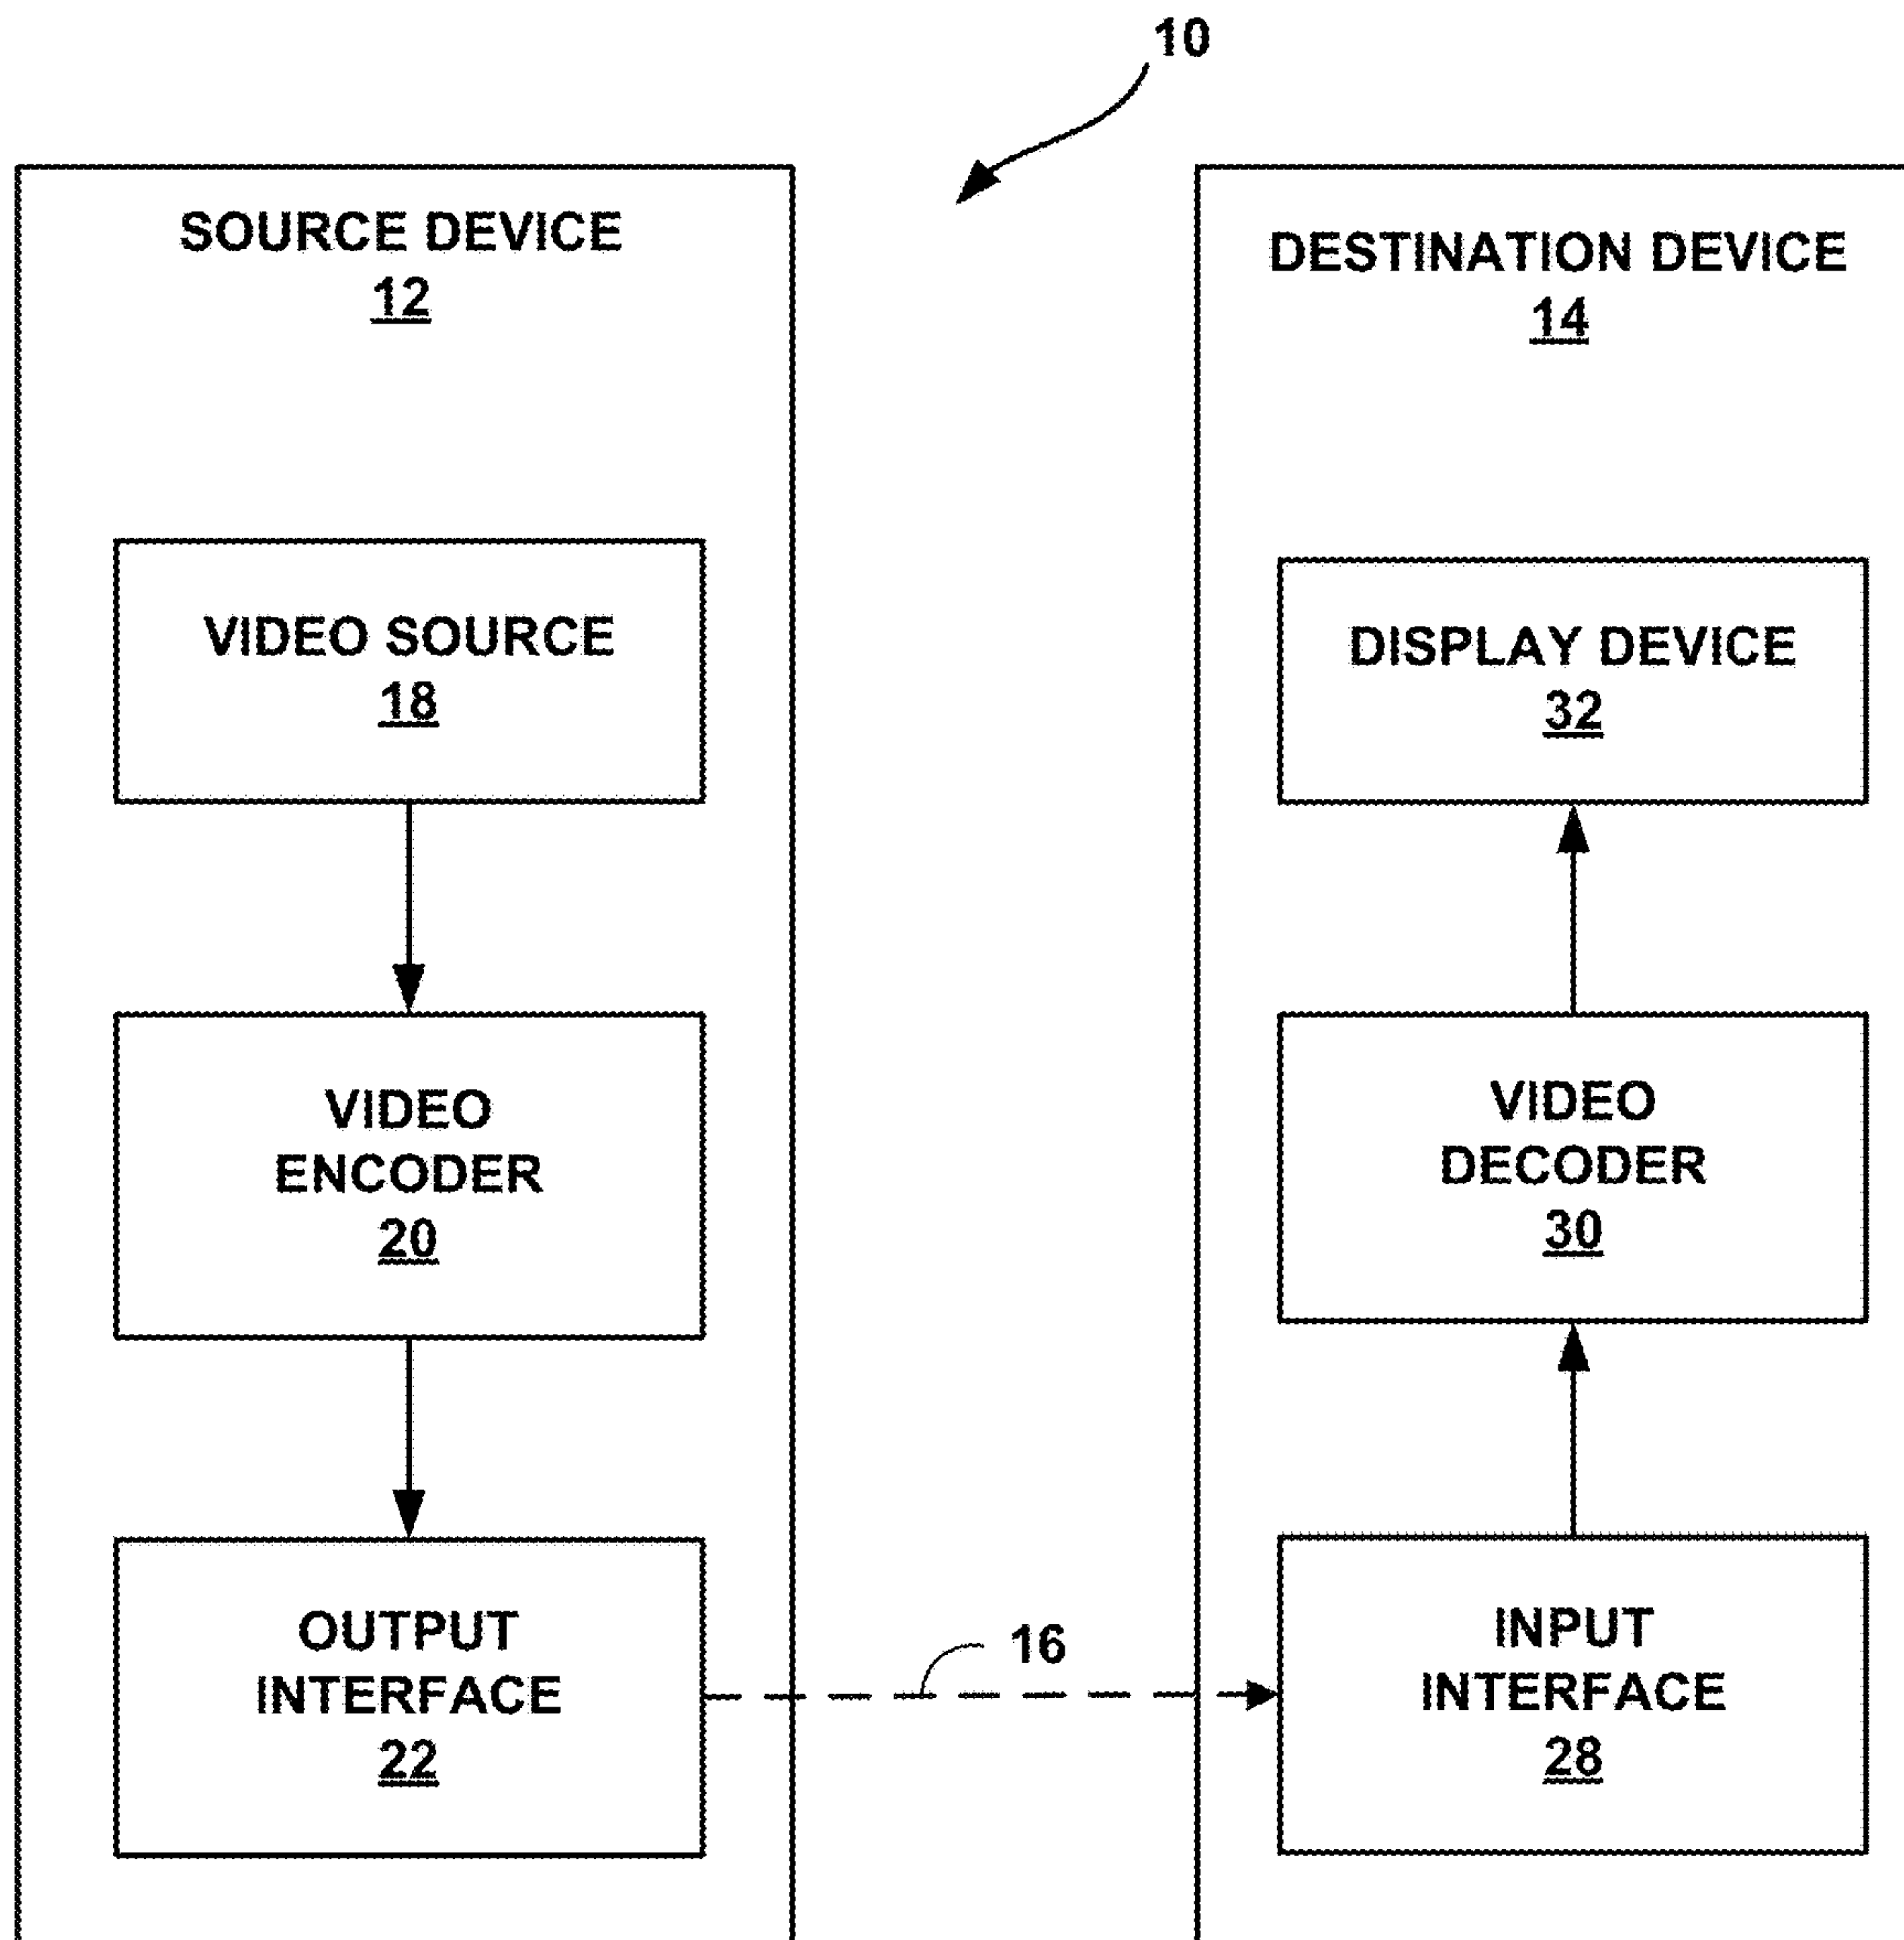 10
SOURCE DEVICE
12
VIDEO SOURCE
18
VIDEO
ENCODER
20
OUTPUT
INTERFACE
22
16
DESTINATION DEVICE
14
DISPLAY DEVICE
32
VIDEO
DECODER
30
INPUT
INTERFACE
28